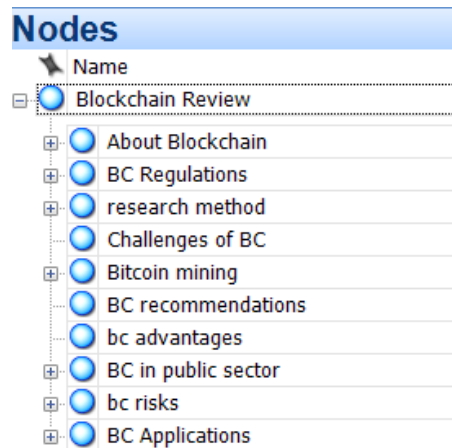 Nodes
Name
Blockchain Review
About Blockchain
BC Regulations
research method
Challenges of BC
Bitcoin mining
BC recommendations
bc advantages
BC in public sector
bc risks
BC Applications